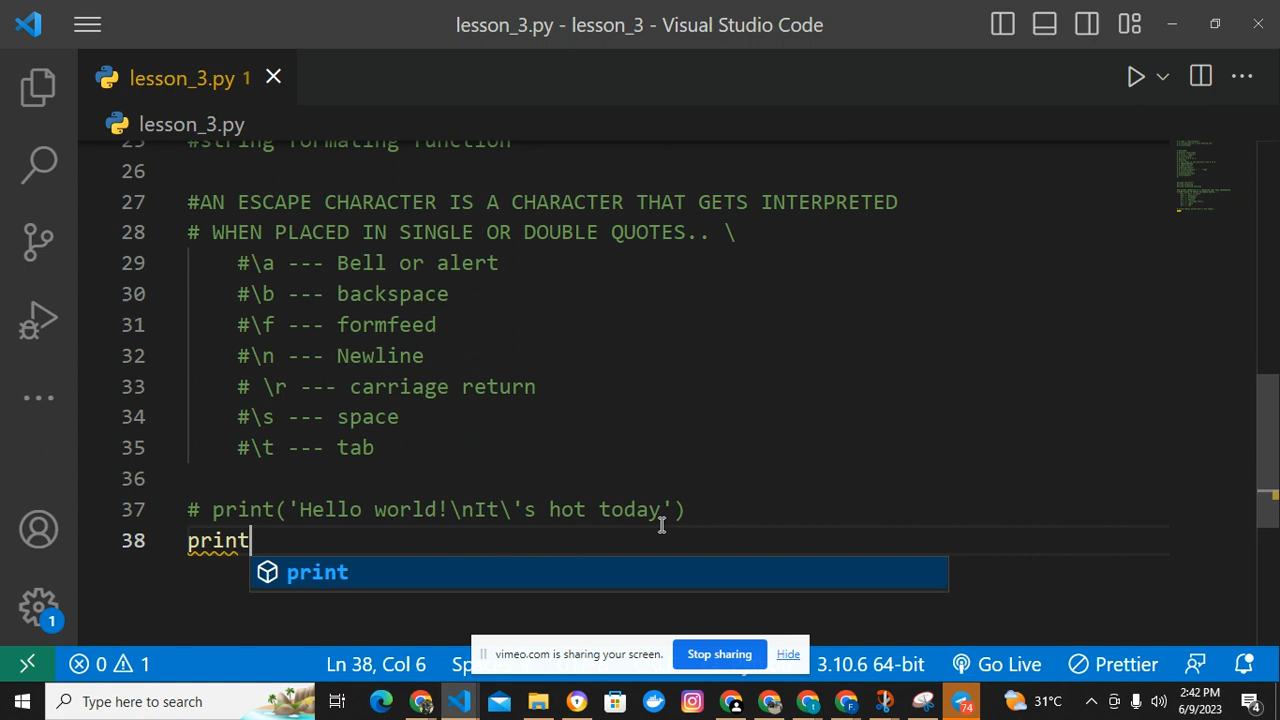 lesson_3.py - lesson_3 - Visual Studio Code
lesson_3.py 1
lesson_3.py
25 #string formating function
26
27 #AN ESCAPE CHARACTER IS A CHARACTER THAT GETS INTERPRETED
28 # WHEN PLACED IN SINGLE OR DOUBLE QUOTES.. \
29 #\a --- Bell or alert
30 #\b --- backspace
31 #\f --- formfeed
32 #\n --- Newline
33 # \r --- carriage return
34 #\s --- space
35 #\t --- tab
36
37 # print('Hello world!\nIt\'s hot today')
38 print
print
vimeo.com is sharing your screen. Stop sharing Hide
1
0 1 Ln 38, Col 6 3.10.6 64-bit Go Live Prettier
Type here to search 74 31°C 2:42 PM
6/9/2023 4